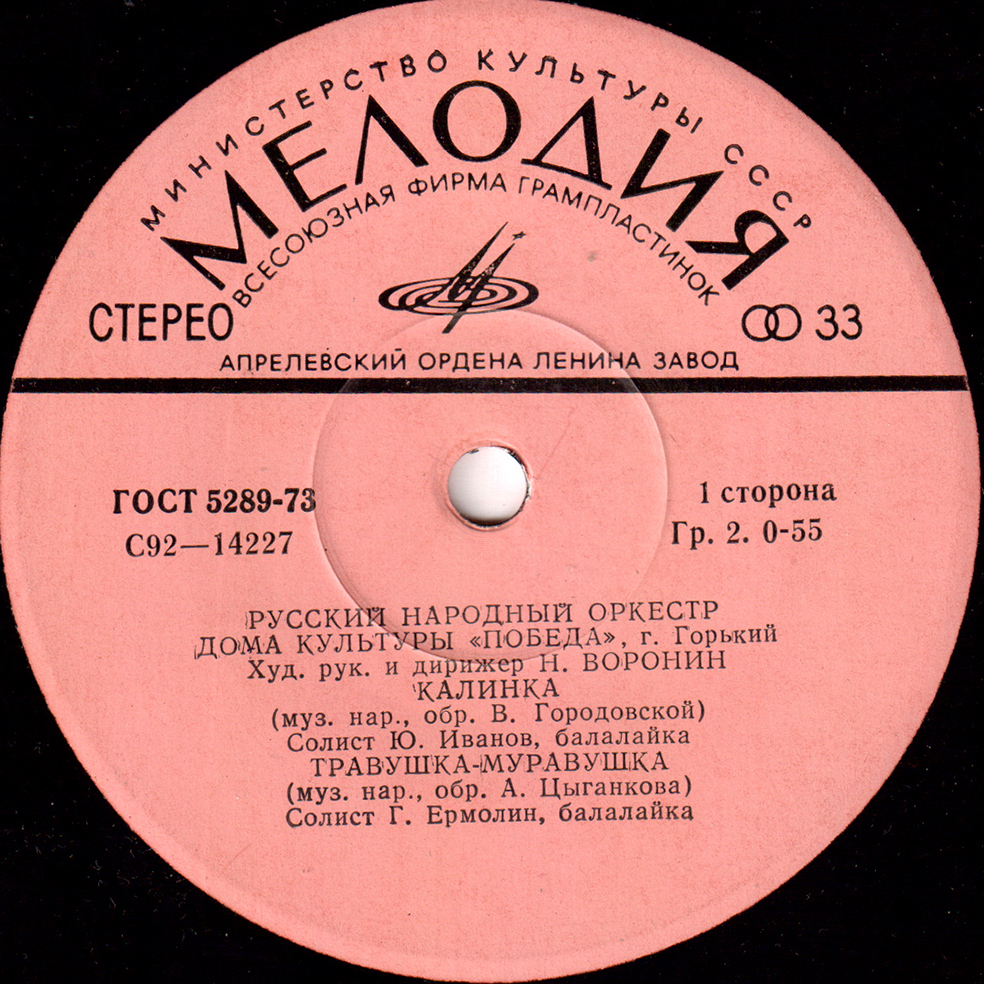 МИНИСТЕРСТВО КУЛЬТУРЫ СССР
МЕЛОДИЯ
ВСЕСОЮЗНАЯ ФИРМА ГРАМПЛАСТИНОК
СТЕРЕО
33
АПРЕЛЕВСКИЙ ОРДЕНА ЛЕНИНА ЗАВОД
ГОСТ 5289-73
1 сторона
С92—14227
Гр. 2. 0-55
РУССКИЙ НАРОДНЫЙ ОРКЕСТР
ДОМА КУЛЬТУРЫ «ПОБЕДА», г. Горький
Худ. рук. и дирижер Н. ВОРОНИН
КАЛИНКА
(муз. нар., обр. В. Городовской)
Солист Ю. Иванов, балалайка
ТРАВУШКА-МУРАВУШКА
(муз. нар., обр. А. Цыганкова)
Солист Г. Ермолин, балалайка